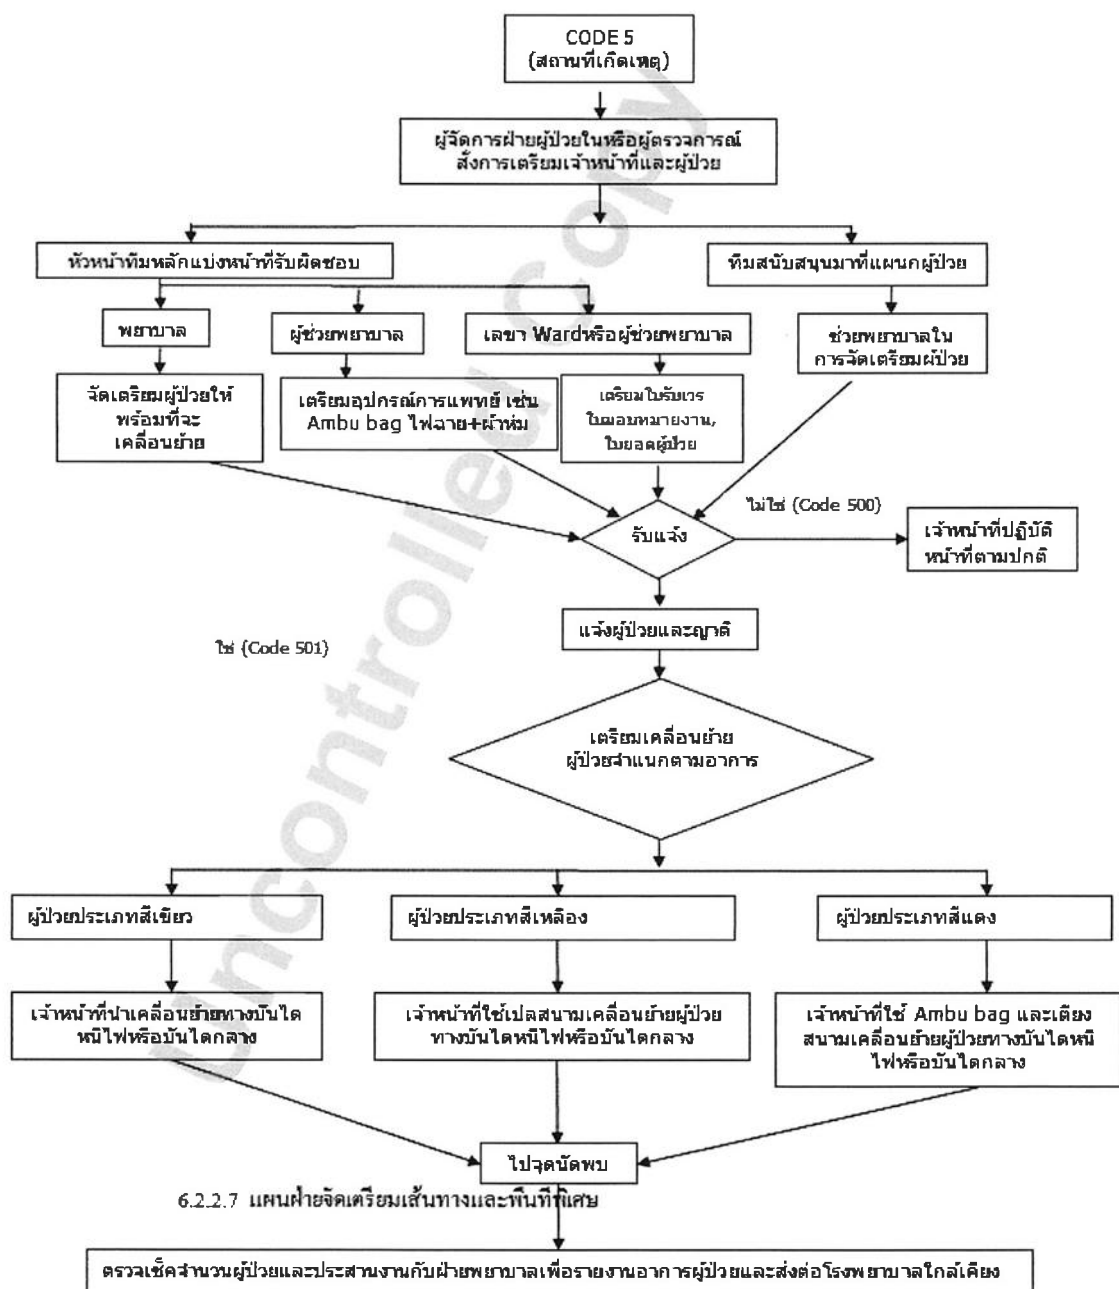 CODE 5
(สถานที่เกิดเหตุ)
ผู้จัดการฝ่ายผู้ป่วยในหรือผู้ตรวจการณ์
สั่งการเตรียมเจ้าหน้าที่และผู้ป่วย
หัวหน้าทีมหลักแบ่งหน้าที่รับผิดชอบ
ทีมสนับสนุนมาที่แผนกผู้ป่วย
พยาบาล
ผู้ช่วยพยาบาล
เลขา Wardหรือผู้ช่วยพยาบาล
ช่วยพยาบาลใน
การจัดเตรียมผู้ป่วย
จัดเตรียมผู้ป่วยให้
พร้อมที่จะ
เคลื่อนย้าย
เตรียมอุปกรณ์การแพทย์ เช่น
Ambu bag ไฟฉาย+ผ้าห่ม
เตรียมใบรับเวร
ใบมอบหมายงาน,
ใบยอดผู้ป่วย
ไม่ใช่ (Code 500)
รับแจ้ง
เจ้าหน้าที่ปฏิบัติ
หน้าที่ตามปกติ
แจ้งผู้ป่วยและญาติ
ใช่ (Code 501)
เตรียมเคลื่อนย้าย
ผู้ป่วยจำแนกตามอาการ
ผู้ป่วยประเภทสีเขียว
ผู้ป่วยประเภทสีเหลือง
ผู้ป่วยประเภทสีแดง
เจ้าหน้าที่นำเคลื่อนย้ายทางบันได
หนีไฟหรือบันไดกลาง
เจ้าหน้าที่ใช้เปลสนามเคลื่อนย้ายผู้ป่วย
ทางบันไดหนีไฟหรือบันไดกลาง
เจ้าหน้าที่ใช้ Ambu bag และเตียง
สนามเคลื่อนย้ายผู้ป่วยทางบันไดหนี
ไฟหรือบันไดกลาง
ไปจุดนัดพบ
6.2.2.7 แผนฝ่ายจัดเตรียมเส้นทางและพื้นที่พิเศษ
ตรวจเช็คจำนวนผู้ป่วยและประสานงานกับฝ่ายพยาบาลเพื่อรายงานอาการผู้ป่วยและส่งต่อโรงพยาบาลใกล้เคียง
Uncontrolled Copy